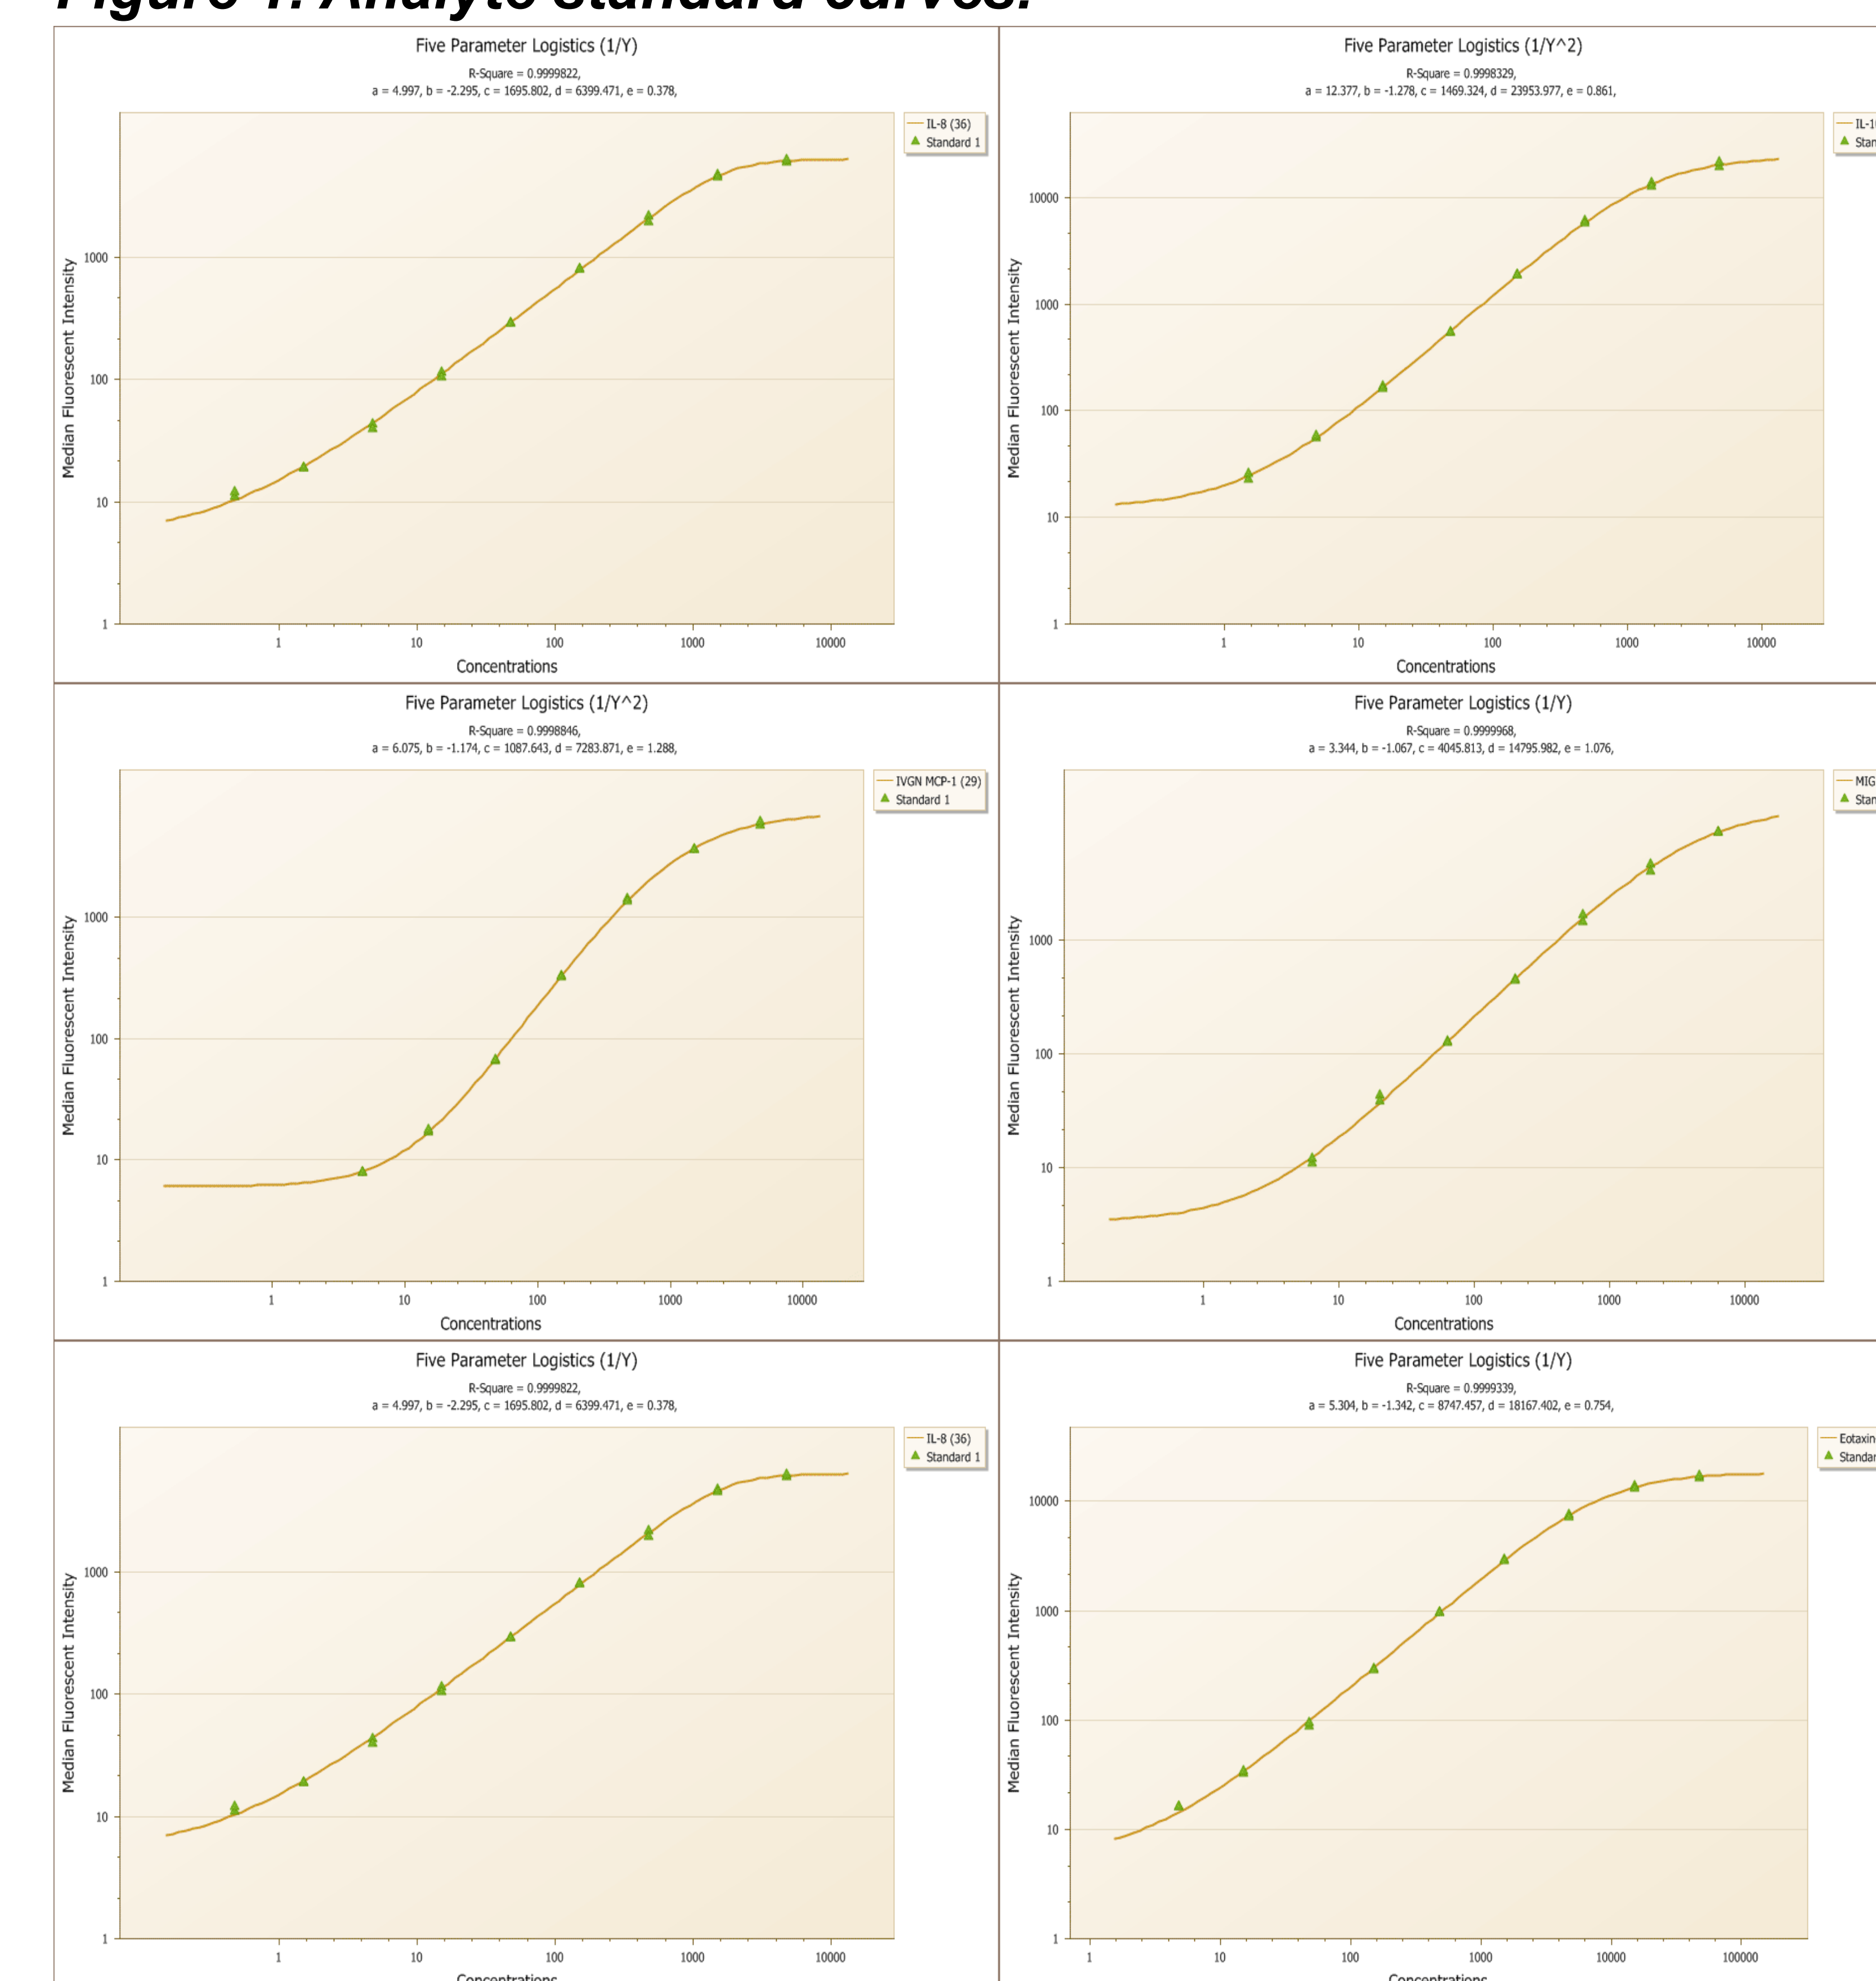 Figure 1. Analyte standard curves.
Five Parameter Logistics (1/Y)
R-Square = 0.9999822,
a = 4.997, b = -2.295, c = 1695.802, d = 6399.471, e = 0.378,
IL-8 (36)
Standard 1
Median Fluorescent Intensity
1000
100
10
1
1 10 100 1000 10000
Concentrations
Five Parameter Logistics (1/Y^2)
R-Square = 0.9998329,
a = 12.377, b = -1.278, c = 1469.324, d = 23953.977, e = 0.861,
Median Fluorescent Intensity
10000
1000
100
10
1
1 10 100 1000 10000
Concentrations
Five Parameter Logistics (1/Y^2)
R-Square = 0.9998846,
a = 6.075, b = -1.174, c = 1087.643, d = 7283.871, e = 1.288,
IVGN MCP-1 (29)
Standard 1
Median Fluorescent Intensity
1000
100
10
1
1 10 100 1000 10000
Concentrations
Five Parameter Logistics (1/Y)
R-Square = 0.9999968,
a = 3.344, b = -1.067, c = 4045.813, d = 14795.982, e = 1.076,
MIG
Median Fluorescent Intensity
1000
100
10
1
1 10 100 1000 10000
Concentrations
Five Parameter Logistics (1/Y)
R-Square = 0.9999822,
a = 4.997, b = -2.295, c = 1695.802, d = 6399.471, e = 0.378,
IL-8 (36)
Standard 1
Median Fluorescent Intensity
1000
100
10
1
1 10 100 1000 10000
Concentrations
Five Parameter Logistics (1/Y)
R-Square = 0.9999339,
a = 5.304, b = -1.342, c = 8747.457, d = 18167.402, e = 0.754,
Eotaxin
Median Fluorescent Intensity
10000
1000
100
10
1
1 10 100 1000 10000 100000
Concentrations